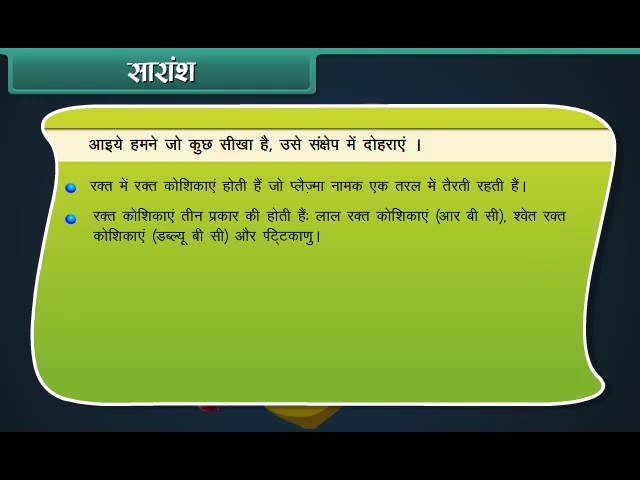 सारांश
आइये हमने जो कुछ सीखा है, उसे संक्षेप में दोहराएं ।
रक्त में रक्त कोशिकाएं होती हैं जो प्लैज़्मा नामक एक तरल में तैरती रहती हैं।
रक्त कोशिकाएं तीन प्रकार की होती हैं: लाल रक्त कोशिकाएं (आर बी सी), श्वेत रक्त
कोशिकाएं (डब्ल्यू बी सी) और पट्टिकाणु।